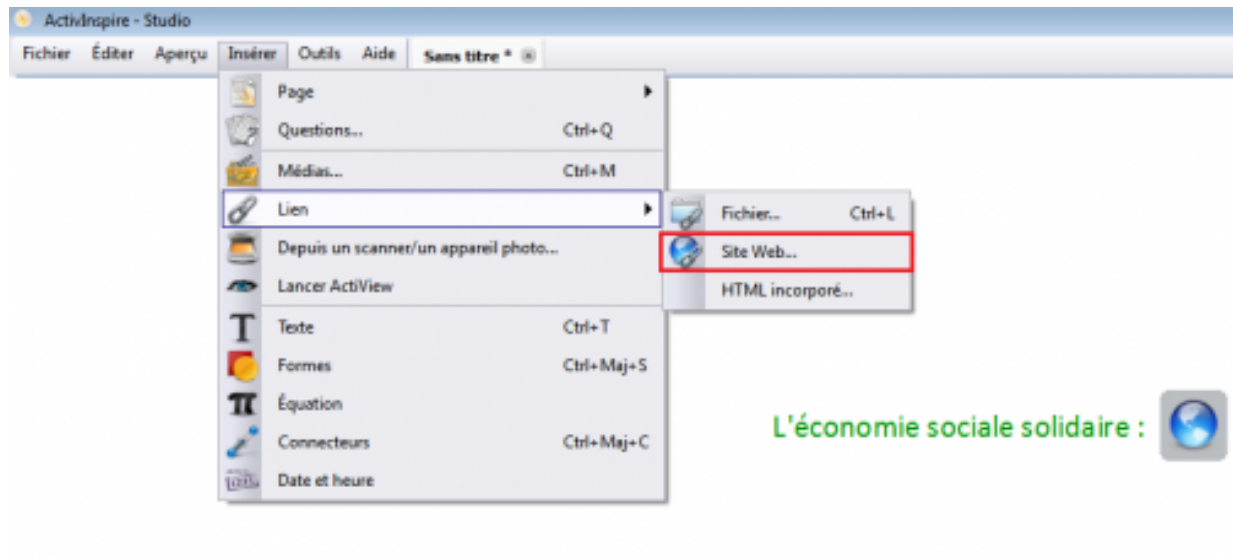 ActivInspire - Studio
Fichier Éditer Aperçu Insérer Outils Aide Sans titre *
Page
Questions... Ctrl+Q
Médias... Ctrl+M
Lien
Fichier... Ctrl+L
Site Web...
HTML incorporé...
Depuis un scanner/un appareil photo...
Lancer ActiView
Texte Ctrl+T
Formes Ctrl+Maj+S
Équation
Connecteurs Ctrl+Maj+C
Date et heure
L'économie sociale solidaire :